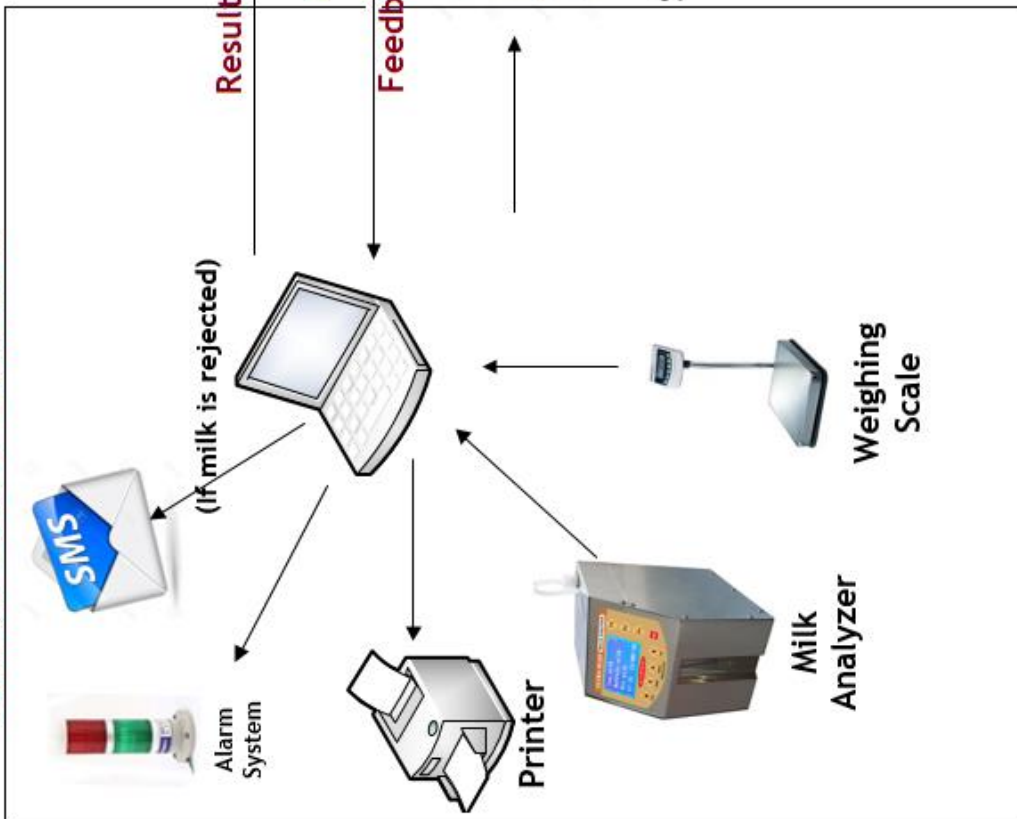 Result
Feedb
(If milk is rejected)
SMS
Alarm
System
Printer
Milk
Analyzer
Weighing
Scale